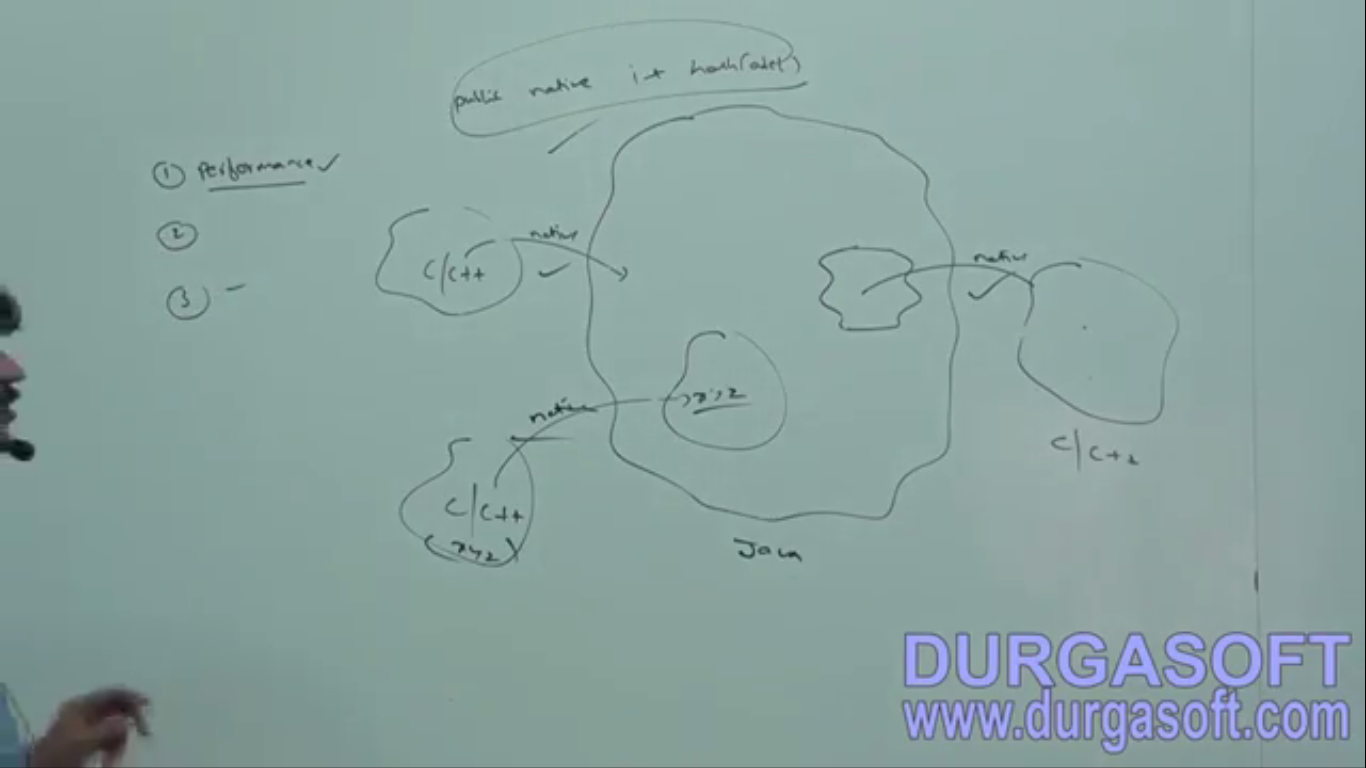 public native int hashCode()
① Performance ✓
②
③ -
C/C++
native
native
C/C++
native
xyz
C/C++
(xyz)
Java
DURGASOFT
www.durgasoft.com